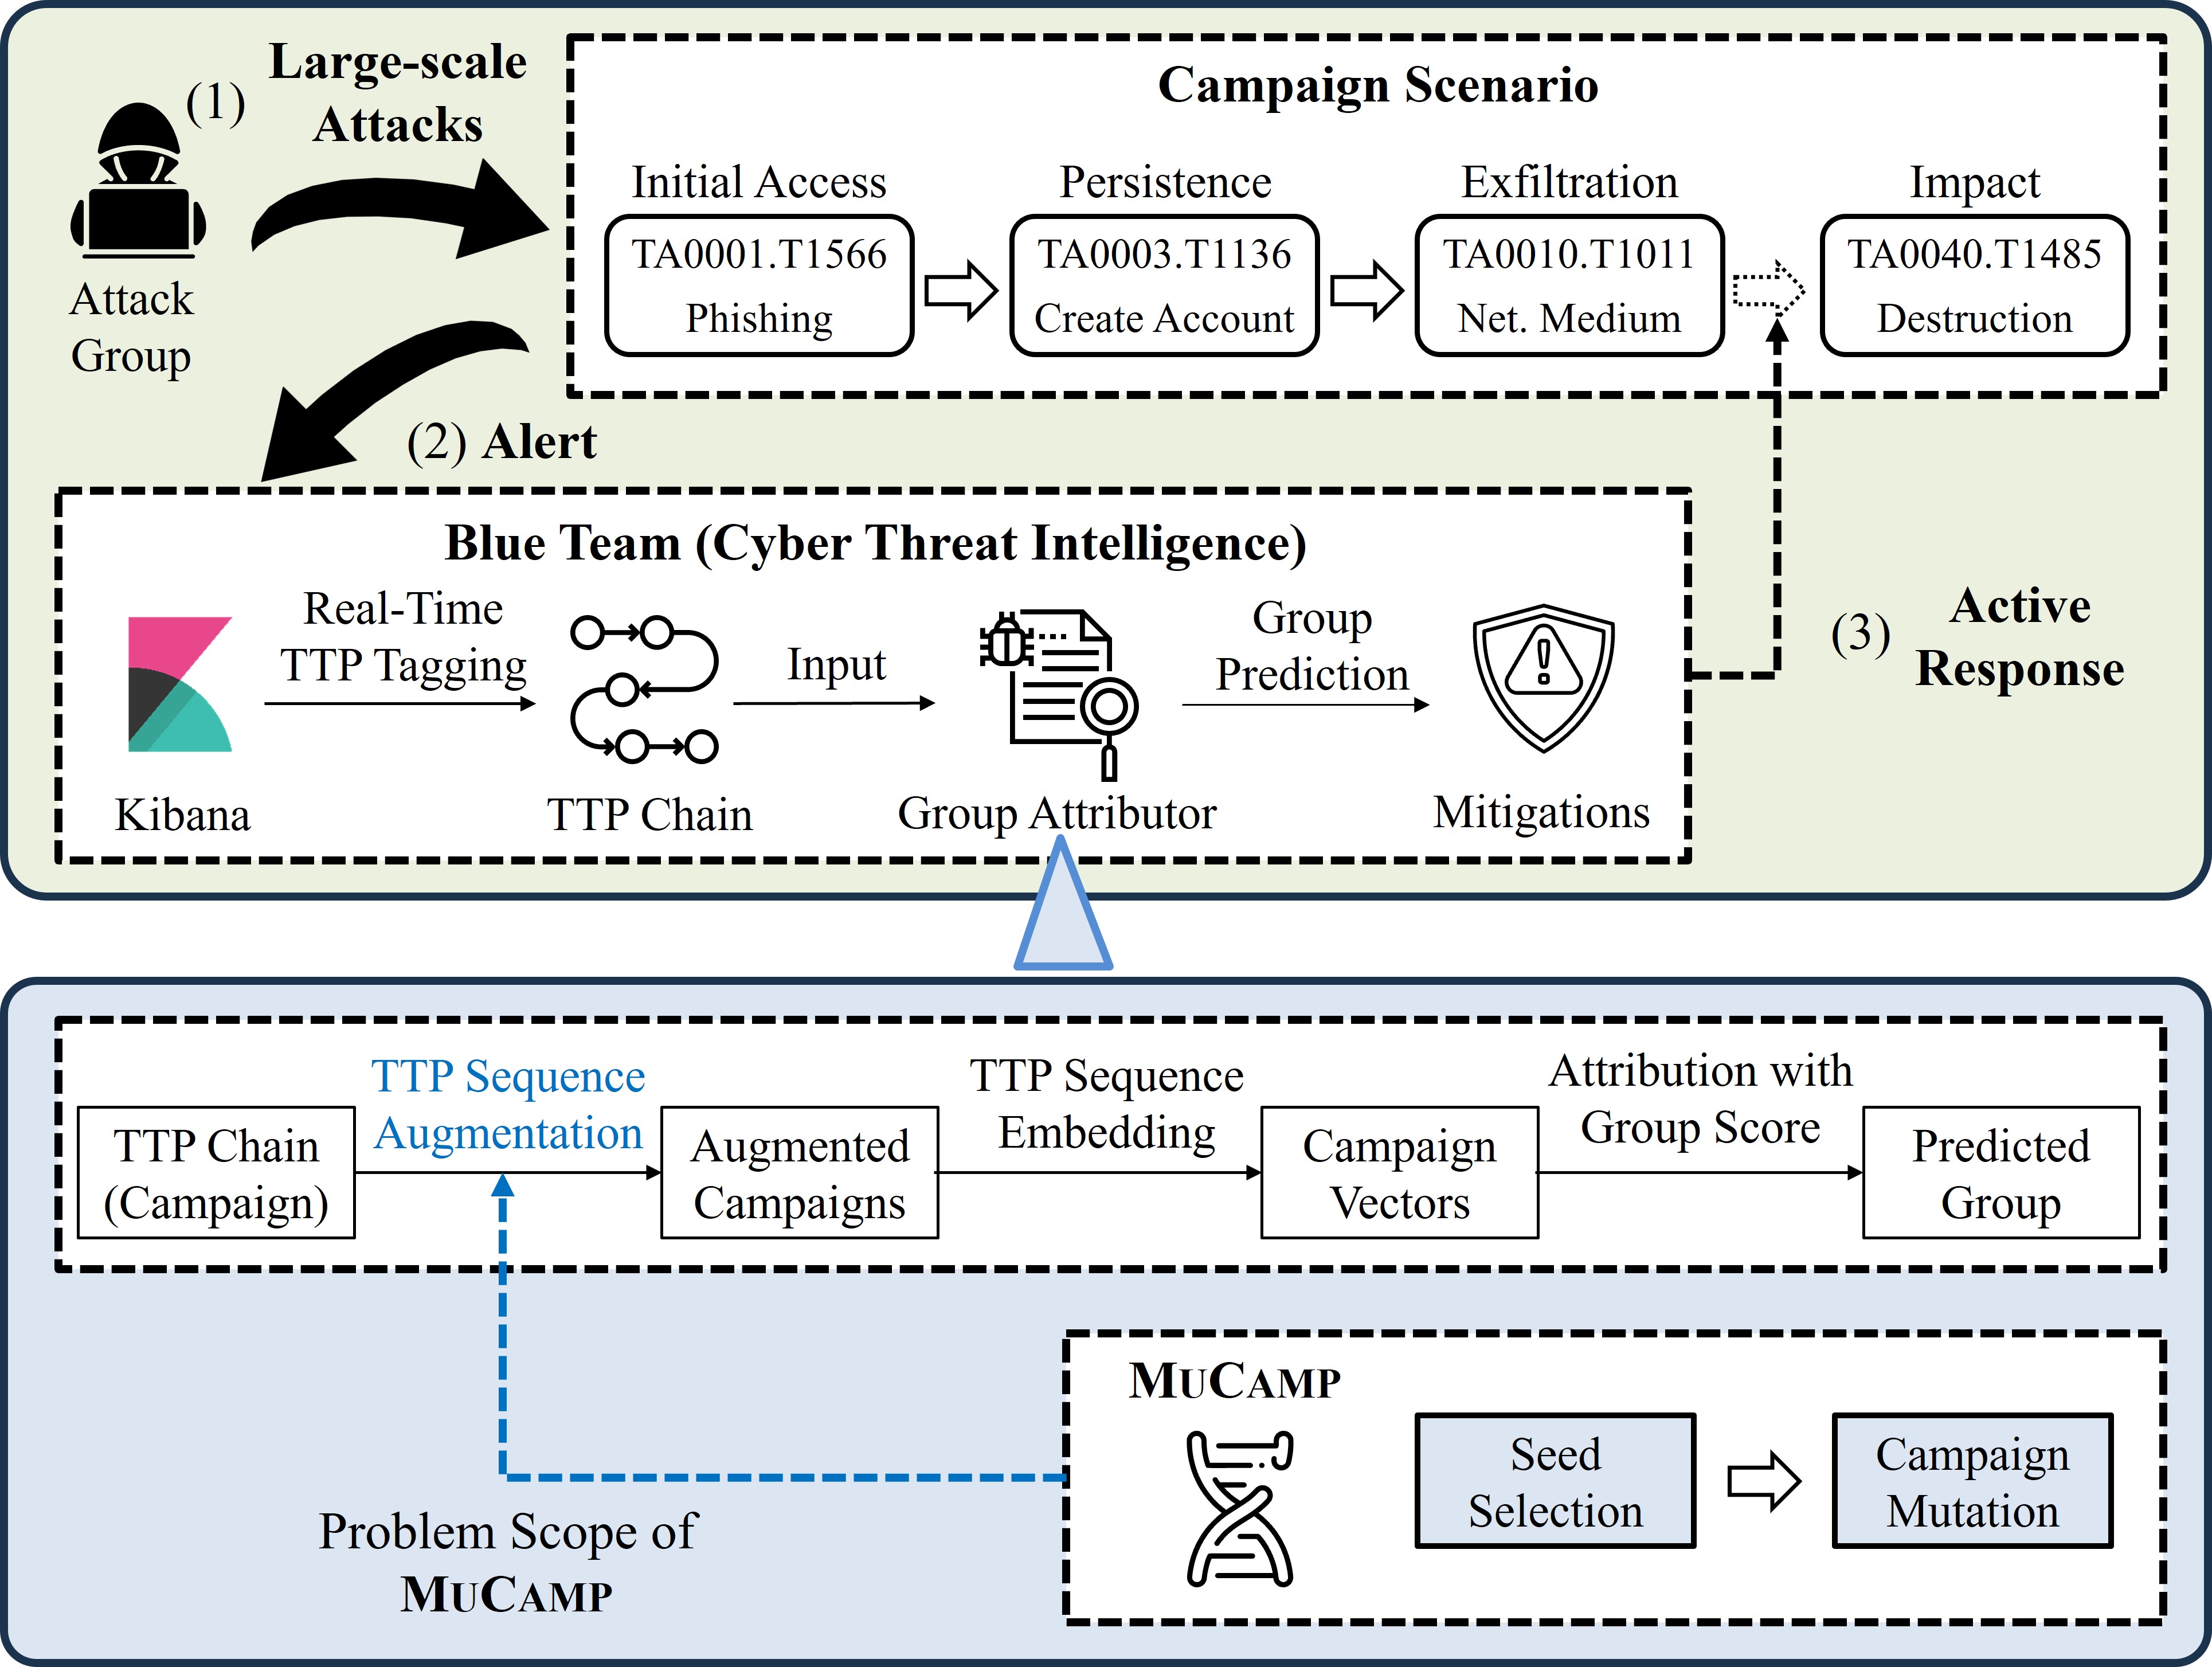 (1)
Large-scale
Attacks
Attack
Group
Campaign Scenario
Initial Access
TA0001.T1566
Phishing
Persistence
TA0003.T1136
Create Account
Exfiltration
TA0010.T1011
Net. Medium
Impact
TA0040.T1485
Destruction
(2) Alert
Blue Team (Cyber Threat Intelligence)
Kibana
Real-Time
TTP Tagging
TTP Chain
Input
Group Attributor
Group
Prediction
Mitigations
(3)
Active
Response
TTP Chain
(Campaign)
TTP Sequence
Augmentation
Augmented
Campaigns
TTP Sequence
Embedding
Campaign
Vectors
Attribution with
Group Score
Predicted
Group
Problem Scope of
MUCAMP
MUCAMP
Seed
Selection
Campaign
Mutation